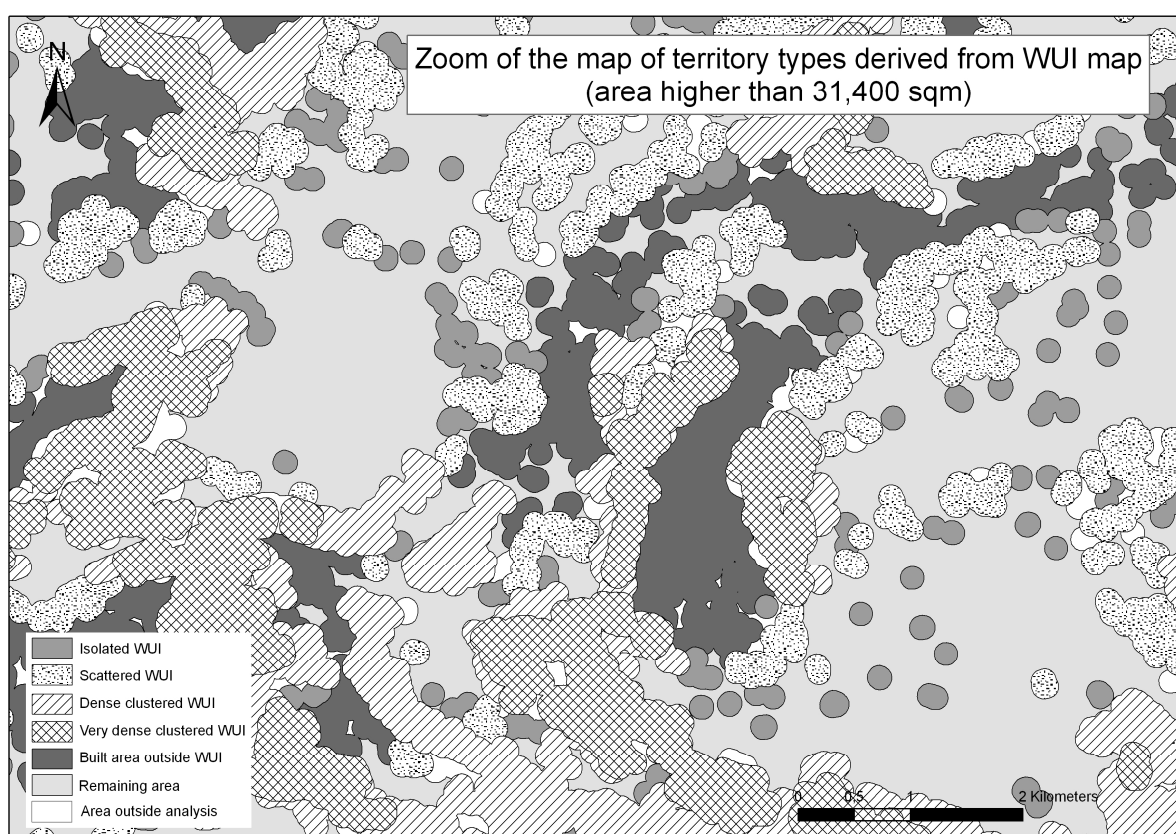 Zoom of the map of territory types derived from WUI map
(area higher than 31,400 sqm)
N
Isolated WUI
Scattered WUI
Dense clustered WUI
Very dense clustered WUI
Built area outside WUI
Remaining area
Area outside analysis
0 0,5 1 2 Kilometers